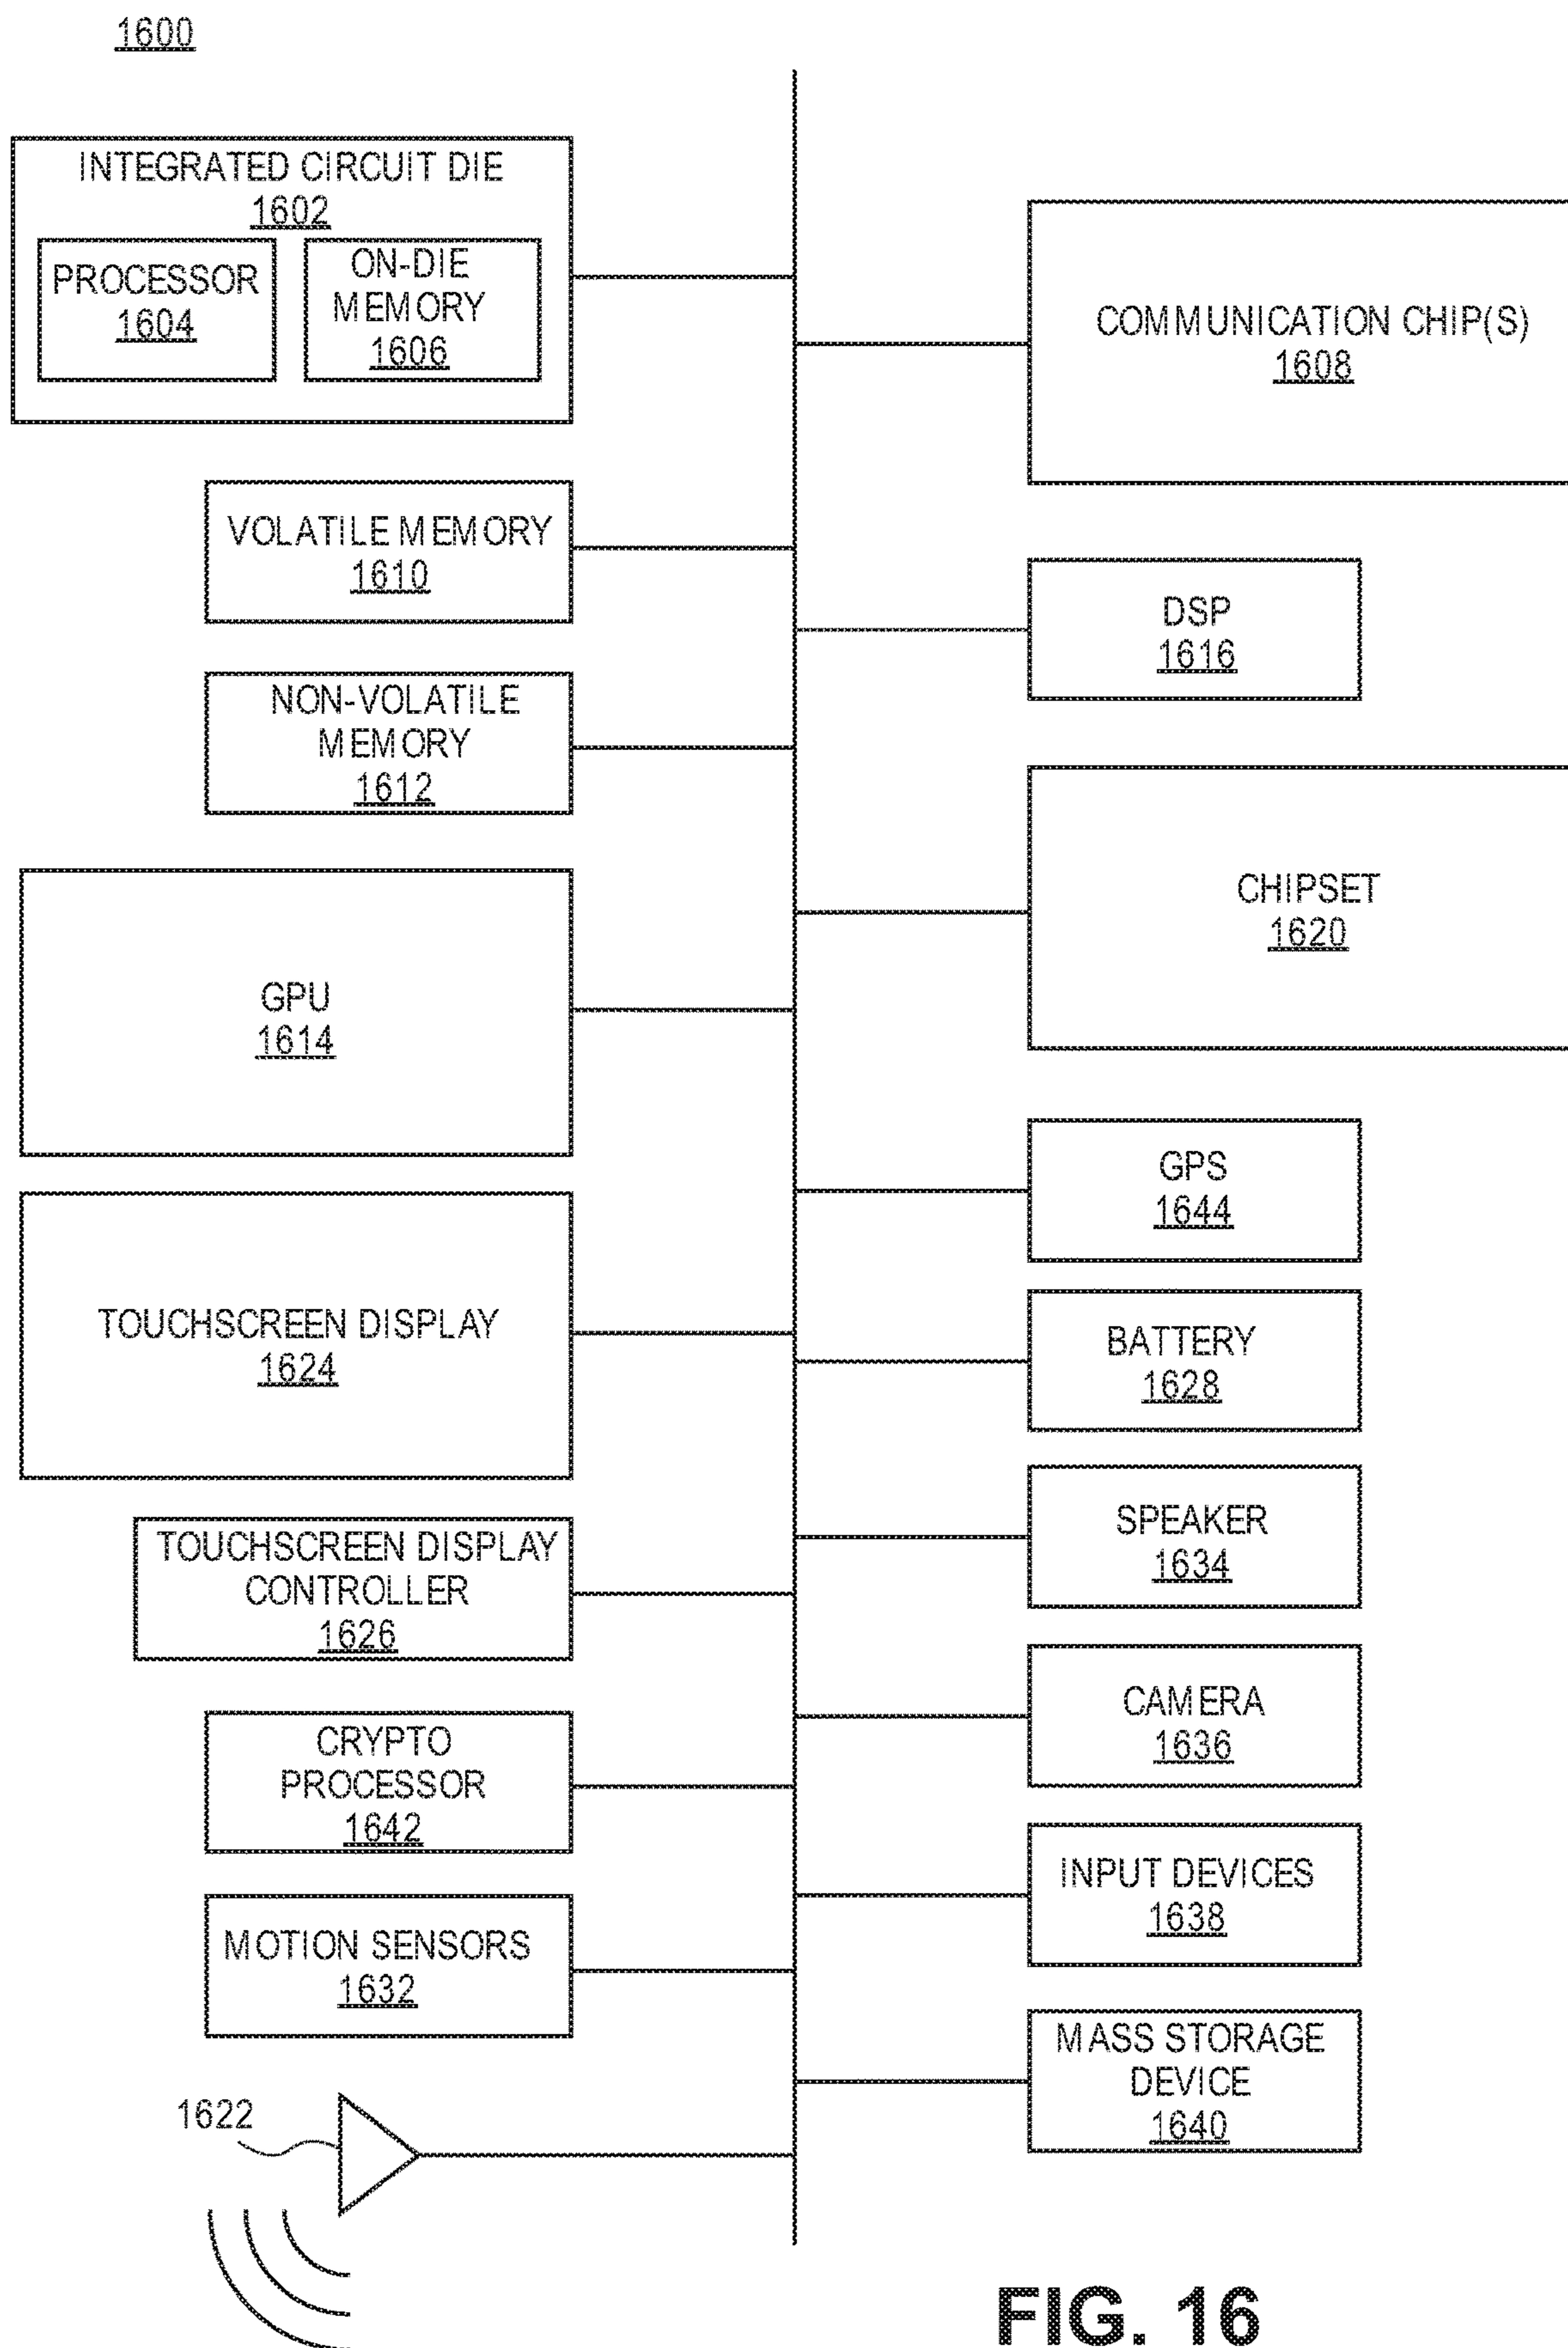 1600
INTEGRATED CIRCUIT DIE
1602
PROCESSOR
1604
ON-DIE
MEMORY
1606
COMMUNICATION CHIP(S)
1608
VOLATILE MEMORY
1610
DSP
1616
NON-VOLATILE
MEMORY
1612
CHIPSET
1620
GPU
1614
GPS
1644
TOUCHSCREEN DISPLAY
1624
BATTERY
1628
SPEAKER
1634
TOUCHSCREEN DISPLAY
CONTROLLER
1626
CAMERA
1636
CRYPTO
PROCESSOR
1642
INPUT DEVICES
1638
MOTION SENSORS
1632
MASS STORAGE
DEVICE
1640
1622
FIG. 16